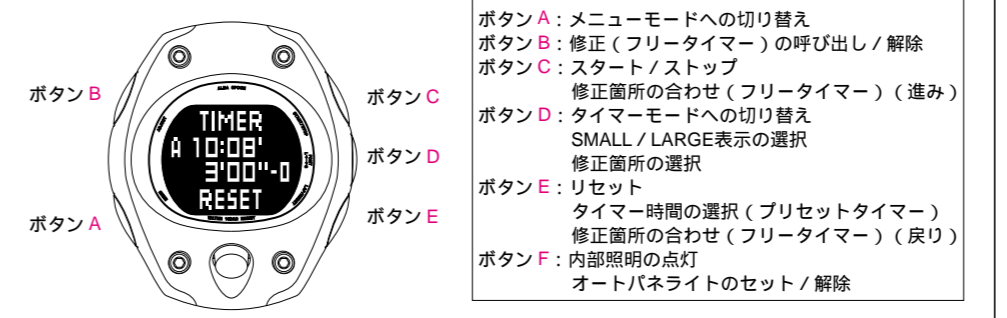 ボタン B
ボタン A
TIMER
A 10:08'
3'00"-0
RESET
ボタン C
ボタン D
ボタン E
ボタン A：メニューモードへの切り替え
ボタン B：修正（フリータイマー）の呼び出し / 解除
ボタン C：スタート / ストップ
修正箇所の合わせ（フリータイマー）（進み）
ボタン D：タイマーモードへの切り替え
SMALL / LARGE表示の選択
修正箇所の選択
ボタン E：リセット
タイマー時間の選択（プリセットタイマー）
修正箇所の合わせ（フリータイマー）（戻り）
ボタン F：内部照明の点灯
オートパネライトのセット / 解除